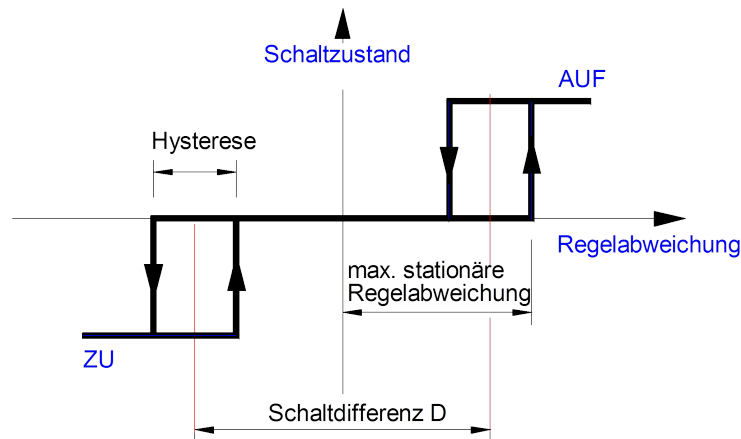 Schaltzustand
AUF
Hysterese
Regelabweichung
max. stationäre
Regelabweichung
ZU
Schaltdifferenz D